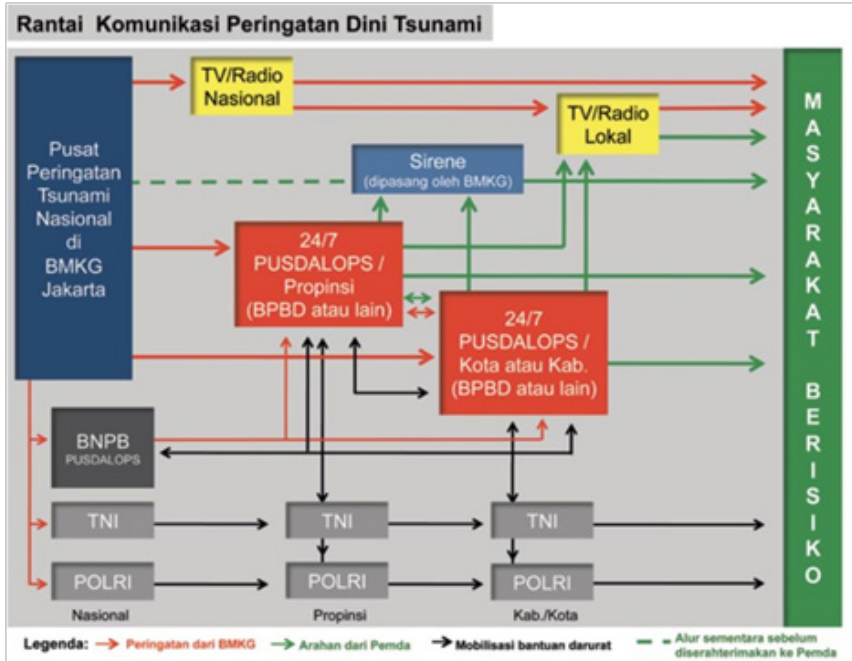 Rantai Komunikasi Peringatan Dini Tsunami
TV/Radio
Nasional
TV/Radio
Lokal
Pusat
Peringatan
Tsunami
Nasional
di
BMKG
Jakarta
Sirene
(dipasang oleh BMKG)
24/7
PUSDALOPS /
Propinsi
(BPBD atau lain)
24/7
PUSDALOPS /
Kota atau Kab.
(BPBD atau lain)
MASYARAKAT BERISIKO
BNPB
PUSDALOPS
TNI
TNI
TNI
POLRI
POLRI
POLRI
Nasional
Propinsi
Kab./Kota
Legenda:
Peringatan dari BMKG
Arahan dari Pemda
Mobilisasi bantuan darurat
Alur sementara sebelum
diserahterimakan ke Pemda